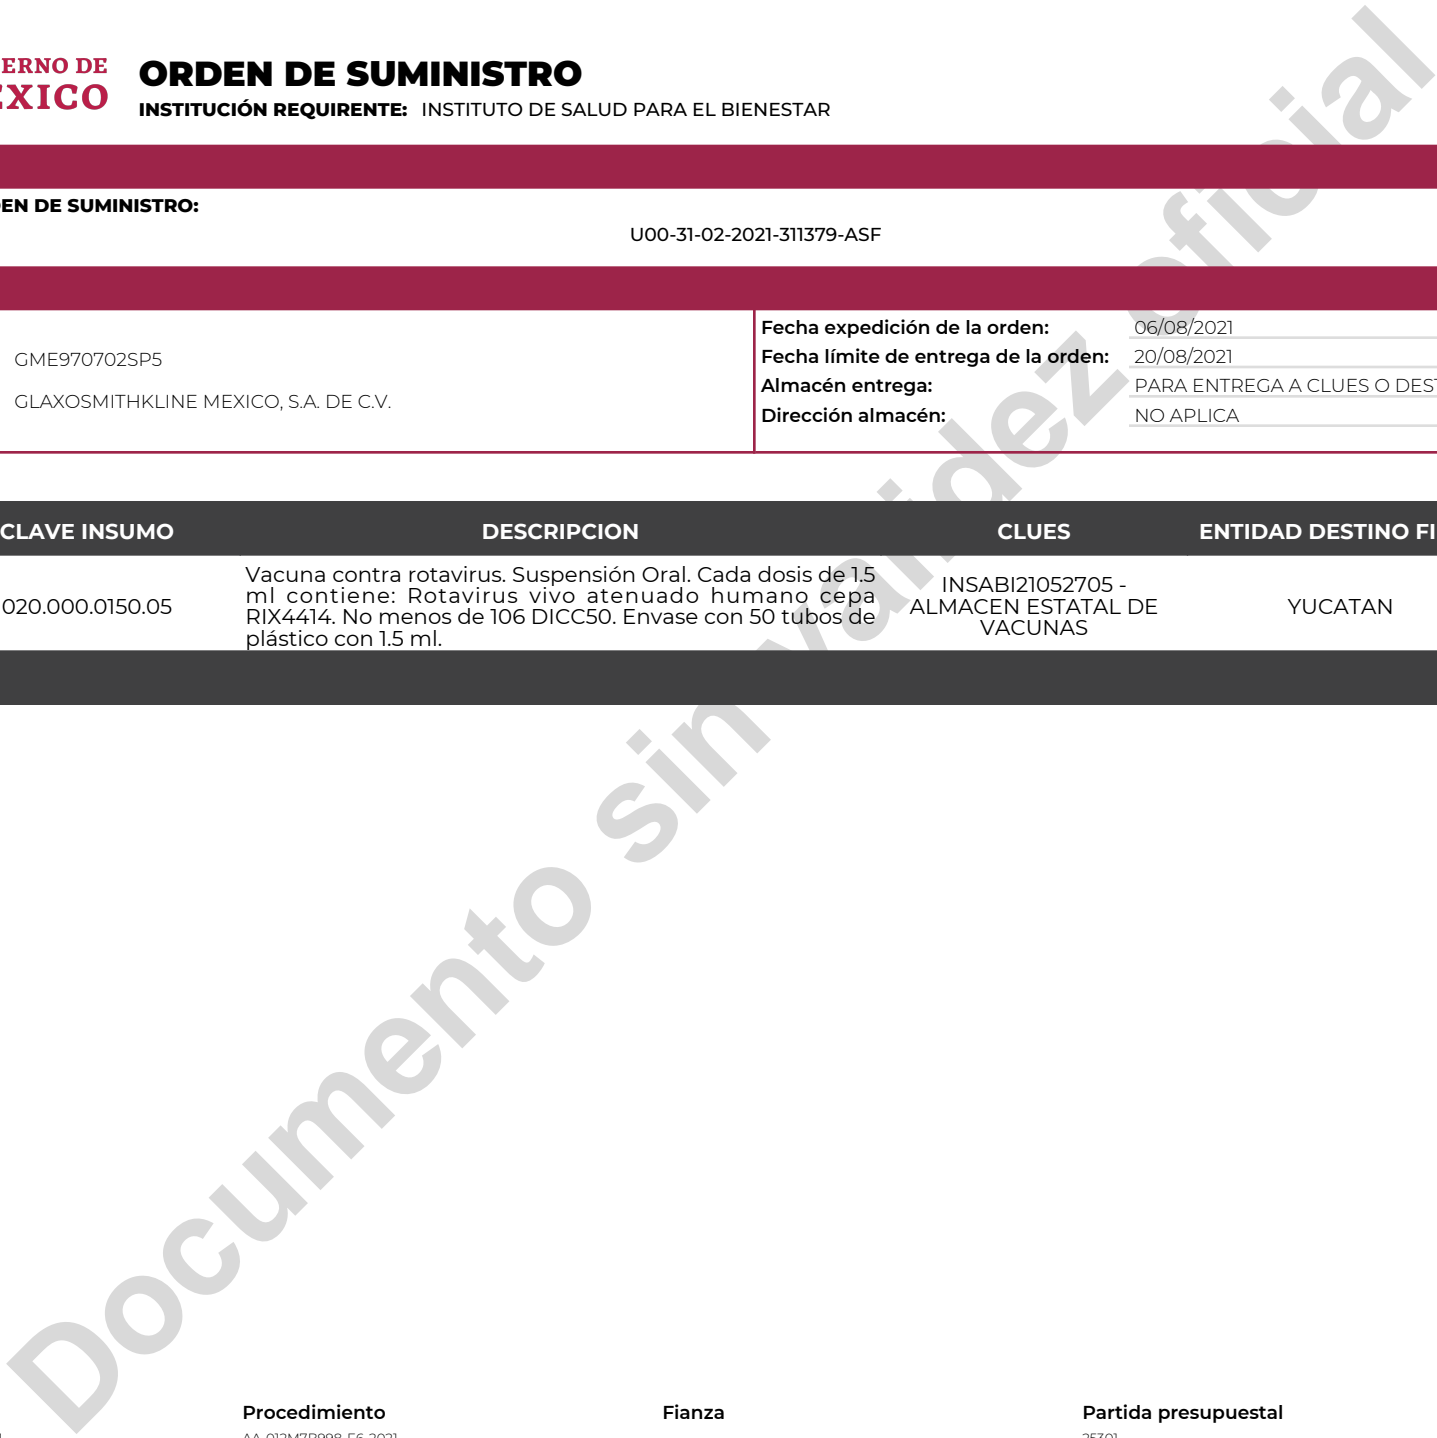 ERNO DE
EXICO
ORDEN DE SUMINISTRO
INSTITUCIÓN REQUIRENTE: INSTITUTO DE SALUD PARA EL BIENESTAR
EN DE SUMINISTRO:
U00-31-02-2021-311379-ASF
GME970702SP5
GLAXOSMITHKLINE MEXICO, S.A. DE C.V.
Fecha expedición de la orden: 06/08/2021
Fecha límite de entrega de la orden: 20/08/2021
Almacén entrega: PARA ENTREGA A CLUES O DEST
Dirección almacén: NO APLICA
CLAVE INSUMO DESCRIPCION CLUES ENTIDAD DESTINO FI
020.000.0150.05
Vacuna contra rotavirus. Suspensión Oral. Cada dosis de 1.5
ml contiene: Rotavirus vivo atenuado humano cepa
RIX4414. No menos de 106 DICC50. Envase con 50 tubos de
plástico con 1.5 ml.
INSABI21052705 -
ALMACEN ESTATAL DE
VACUNAS
YUCATAN
Documento sin validez oficial
Procedimiento Fianza Partida presupuestal